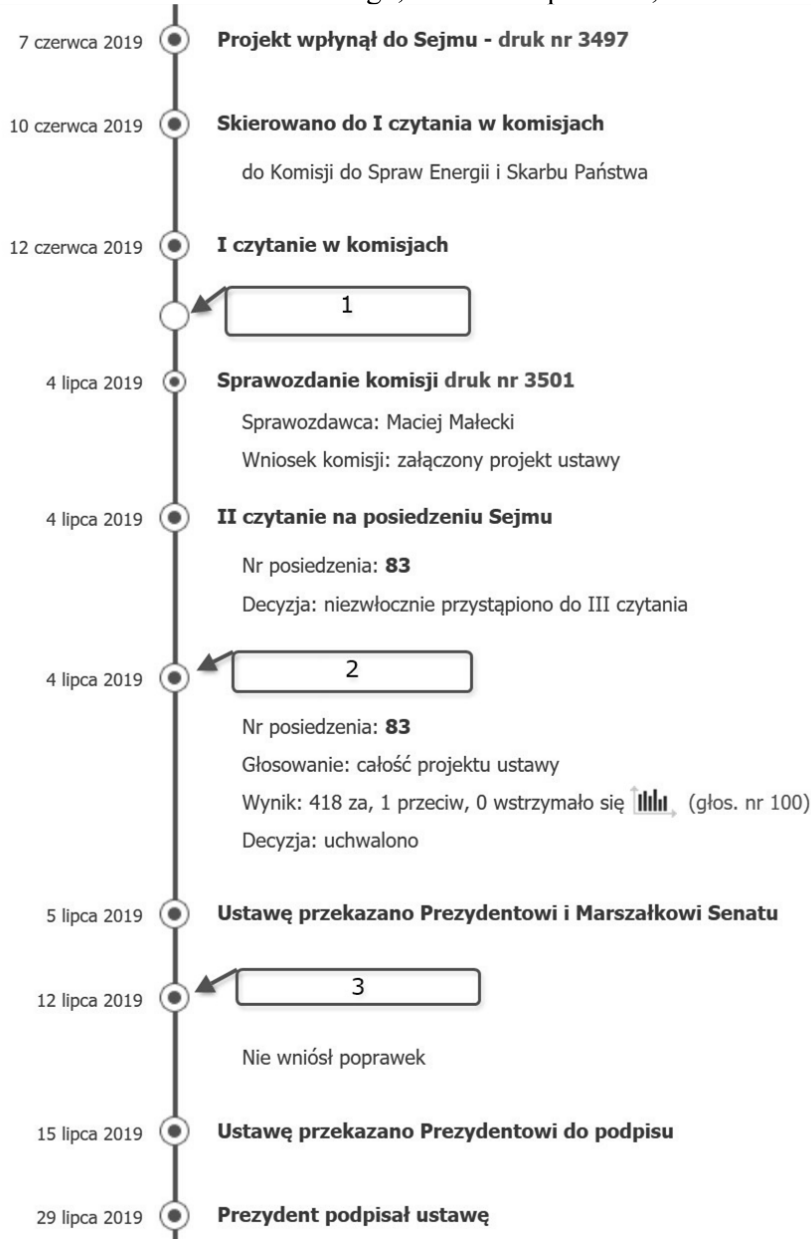 7 czerwca 2019 Projekt wpłynął do Sejmu - druk nr 3497
10 czerwca 2019 Skierowano do I czytania w komisjach
do Komisji do Spraw Energii i Skarbu Państwa
12 czerwca 2019 I czytanie w komisjach
1
4 lipca 2019 Sprawozdanie komisji druk nr 3501
Sprawozdawca: Maciej Małecki
Wniosek komisji: załączony projekt ustawy
4 lipca 2019 II czytanie na posiedzeniu Sejmu
Nr posiedzenia: 83
Decyzja: niezwłocznie przystąpiono do III czytania
4 lipca 2019 2
Nr posiedzenia: 83
Głosowanie: całość projektu ustawy
Wynik: 418 za, 1 przeciw, 0 wstrzymało się (głos. nr 100)
Decyzja: uchwalono
5 lipca 2019 Ustawę przekazano Prezydentowi i Marszałkowi Senatu
12 lipca 2019 3
Nie wniósł poprawek
15 lipca 2019 Ustawę przekazano Prezydentowi do podpisu
29 lipca 2019 Prezydent podpisał ustawę